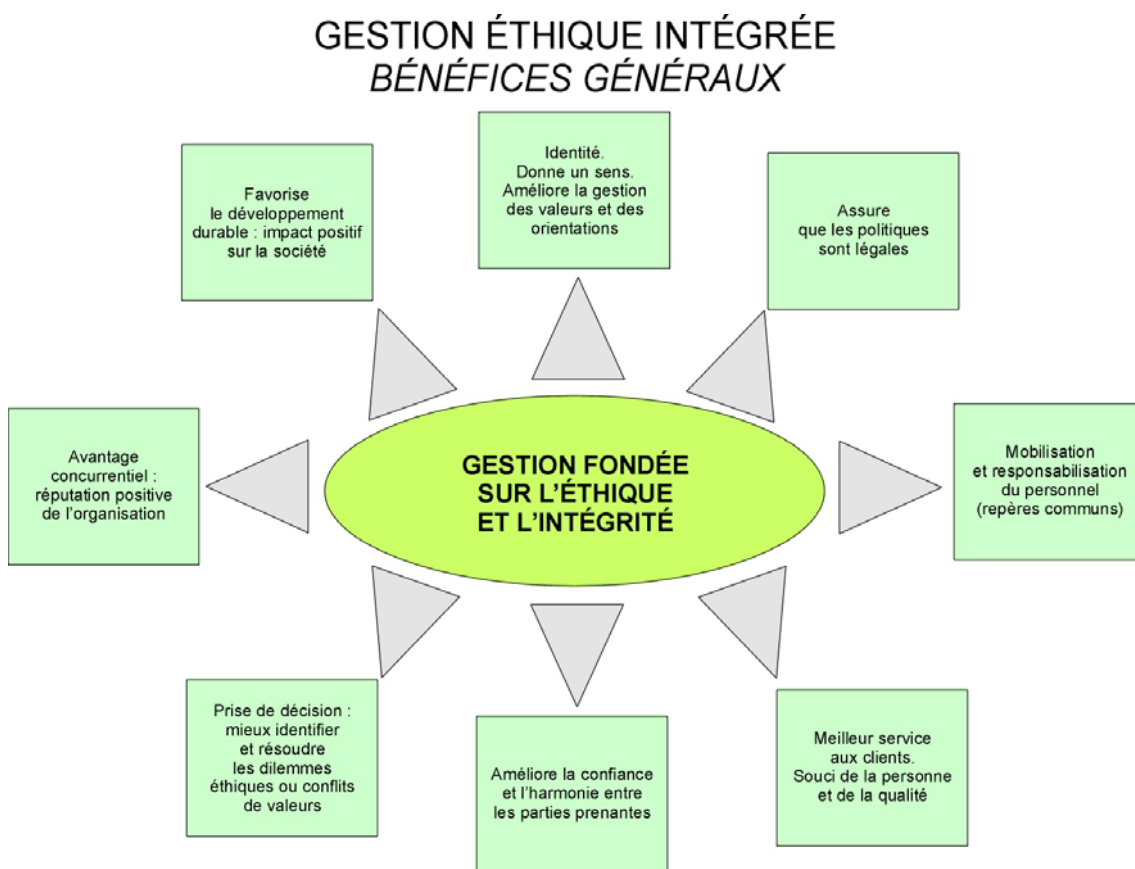 GESTION ÉTHIQUE INTÉGRÉE
BÉNÉFICES GÉNÉRAUX
Identité.
Donne un sens.
Améliore la gestion
des valeurs et des
orientations
Favorise
le développement
durable : impact positif
sur la société
Assure
que les politiques
sont légales
Avantage
concurrentiel :
réputation positive
de l’organisation
GESTION FONDÉE
SUR L’ÉTHIQUE
ET L’INTÉGRITÉ
Mobilisation
et responsabilisation
du personnel
(repères communs)
Prise de décision :
mieux identifier
et résoudre
les dilemmes
éthiques ou conflits
de valeurs
Améliore la confiance
et l’harmonie entre
les parties prenantes
Meilleur service
aux clients.
Souci de la personne
et de la qualité